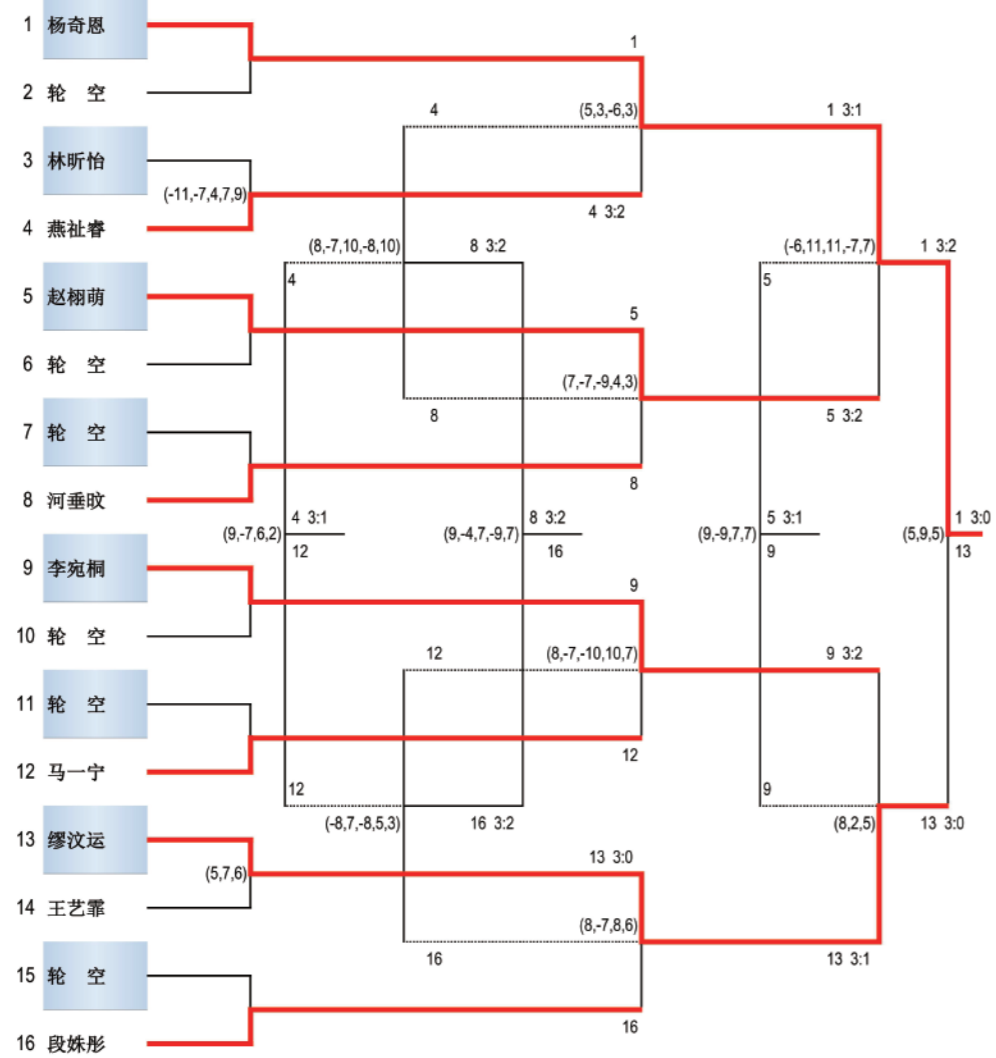 1 杨奇恩
1
2 轮 空
4
(5,3,-6,3)
1 3:1
3 林昕怡
(-11,-7,4,7,9)
4 3:2
4 燕祉睿
(8,-7,10,-8,10)
8 3:2
(-6,11,11,-7,7)
1 3:2
4
5
5 赵栩萌
5
6 轮 空
(7,-7,-9,4,3)
8
5 3:2
7 轮 空
8
8 河垂旼
4 3:1
8 3:2
5 3:1
1 3:0
(9,-7,6,2)
(9,-4,7,-9,7)
(9,-9,7,7)
(5,9,5)
12
16
9
13
9 李宛桐
9
10 轮 空
12
(8,-7,-10,10,7)
9 3:2
11 轮 空
12
12 马一宁
12
9
(-8,7,-8,5,3)
16 3:2
(8,2,5)
13 3:0
13 缪汶运
13 3:0
(5,7,6)
14 王艺霏
(8,-7,8,6)
16
13 3:1
15 轮 空
16
16 段姝彤